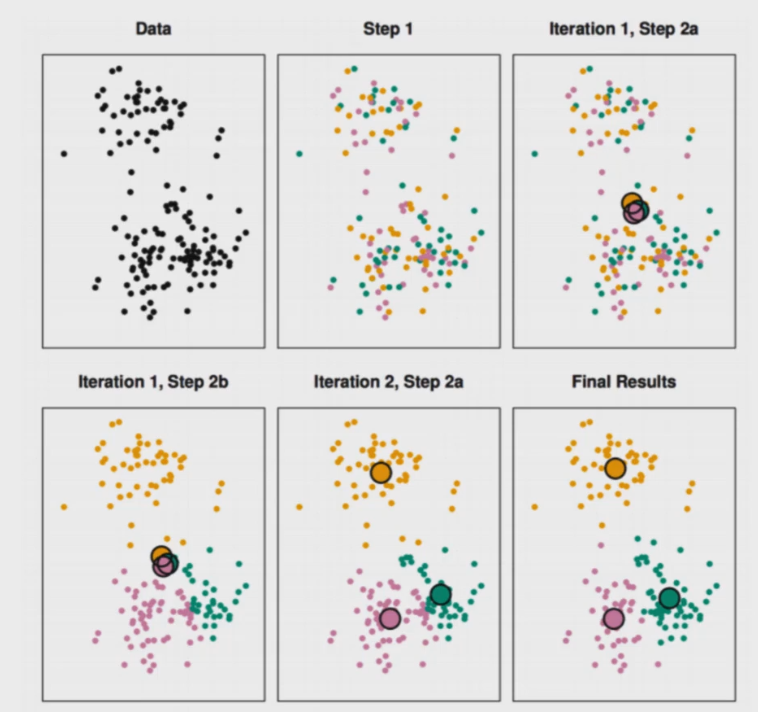 Data
Step 1
Iteration 1, Step 2a
Iteration 1, Step 2b
Iteration 2, Step 2a
Final Results